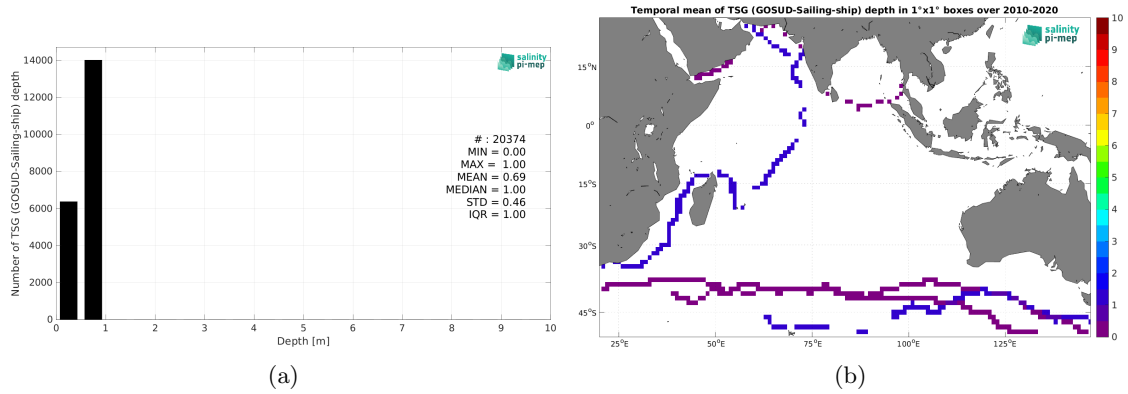 Number of TSG (GOSUD-Sailing-ship) depth
14000
12000
10000
8000
6000
4000
2000
0
0 1 2 3 4 5 6 7 8 9 10
Depth [m]
salinity
pi-mep
# : 20374
MIN = 0.00
MAX = 1.00
MEAN = 0.69
MEDIAN = 1.00
STD = 0.46
IQR = 1.00
(a)
Temporal mean of TSG (GOSUD-Sailing-ship) depth in 1°x1° boxes over 2010-2020
salinity
pi-mep
15°N
0°
15°S
30°S
45°S
25°E 50°E 75°E 100°E 125°E
10
9
8
7
6
5
4
3
2
1
0
(b)